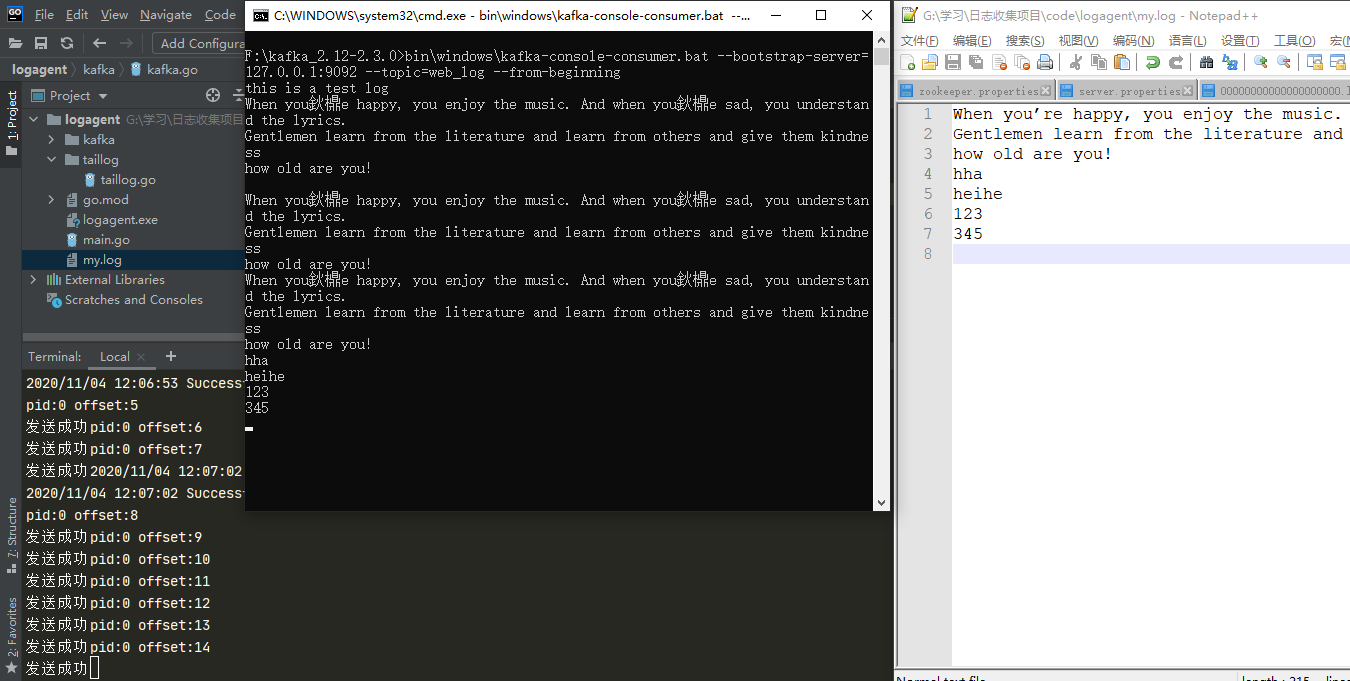 File Edit View Navigate Code
Add Configura
logagent kafka kafka.go
1: Project
Project
logagent G:\学习\日志收集项目
kafka
taillog
taillog.go
go.mod
logagent.exe
main.go
my.log
External Libraries
Scratches and Consoles
7: Structure
2: Favorites
Terminal: Local
2020/11/04 12:06:53 Success
pid:0 offset:5
发送成功pid:0 offset:6
发送成功pid:0 offset:7
发送成功2020/11/04 12:07:02
2020/11/04 12:07:02 Success
pid:0 offset:8
发送成功pid:0 offset:9
发送成功pid:0 offset:10
发送成功pid:0 offset:11
发送成功pid:0 offset:12
发送成功pid:0 offset:13
发送成功pid:0 offset:14
发送成功
C:\WINDOWS\system32\cmd.exe - bin\windows\kafka-console-consumer.bat --...
F:\kafka_2.12-2.3.0>bin\windows\kafka-console-consumer.bat --bootstrap-server=
127.0.0.1:9092 --topic=web_log --from-beginning
this is a test log
When you鈥檙e happy, you enjoy the music. And when you鈥檙e sad, you understan
d the lyrics.
Gentlemen learn from the literature and learn from others and give them kindne
ss
how old are you!
When you鈥檙e happy, you enjoy the music. And when you鈥檙e sad, you understan
d the lyrics.
Gentlemen learn from the literature and learn from others and give them kindne
ss
how old are you!
When you鈥檙e happy, you enjoy the music. And when you鈥檙e sad, you understan
d the lyrics.
Gentlemen learn from the literature and learn from others and give them kindne
ss
how old are you!
hha
heihe
123
345
G:\学习\日志收集项目\code\logagent\my.log - Notepad++
文件(F) 编辑(E) 搜索(S) 视图(V) 编码(N) 语言(L) 设置(T) 工具(O) 宏(
zookeeper.properties server.properties 00000000000000000000.l
1 When you’re happy, you enjoy the music.
2 Gentlemen learn from the literature and
3 how old are you!
4 hha
5 heihe
6 123
7 345
8
Normal text file length : 215